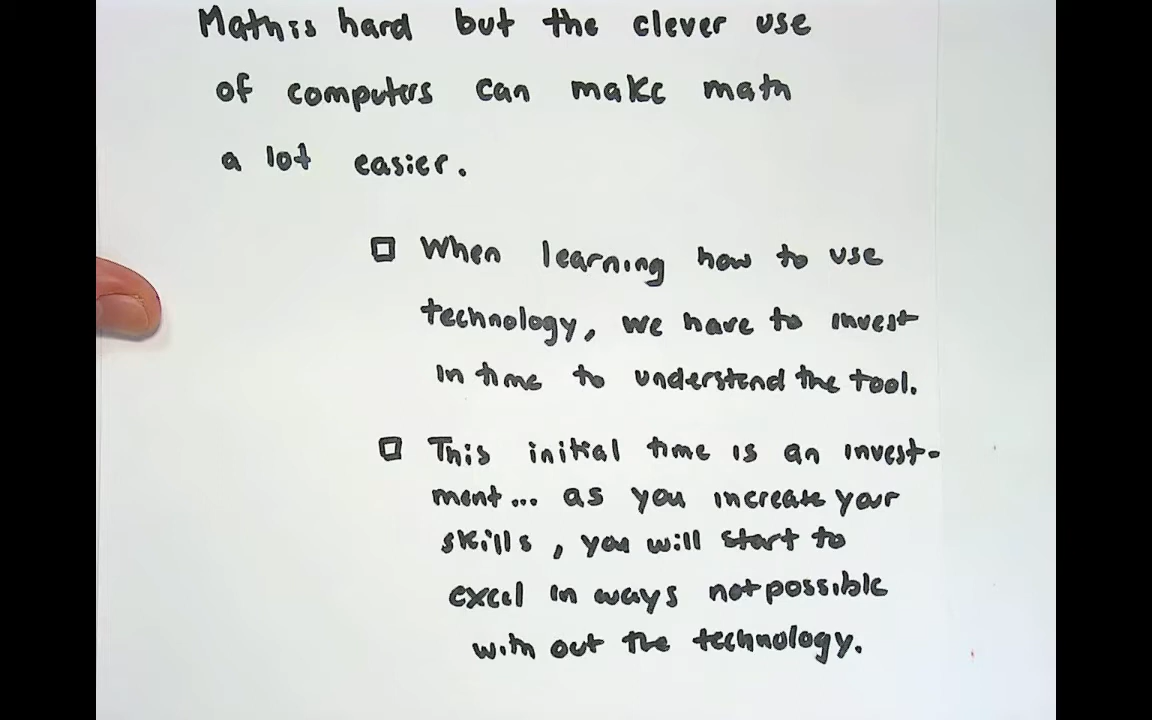 Math is hard but the clever use
of computers can make math
a lot easier.
When learning how to use
technology, we have to invest
in time to understand the tool.
This initial time is an invest-
ment... as you increase your
skills, you will start to
excel in ways not possible
with out the technology.